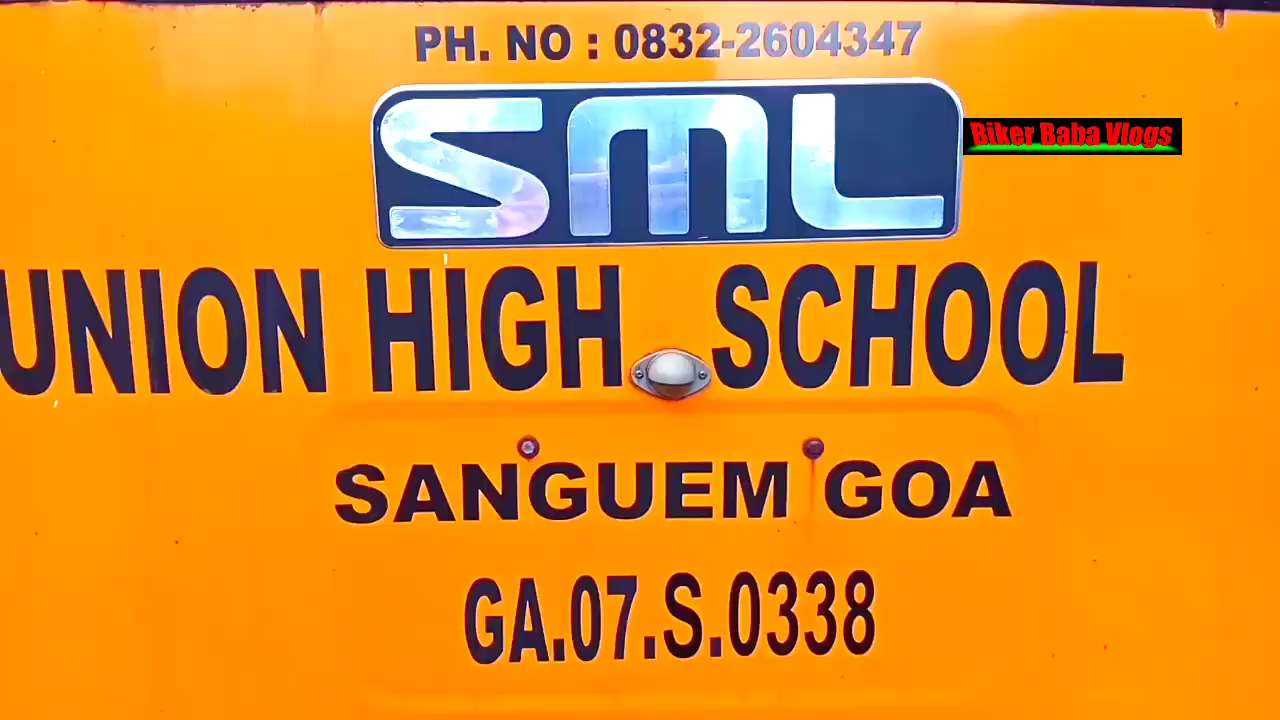 PH. NO : 0832-2604347
SML
Biker Baba Vlogs
UNION HIGH SCHOOL
SANGUEM GOA
GA.07.S.0338